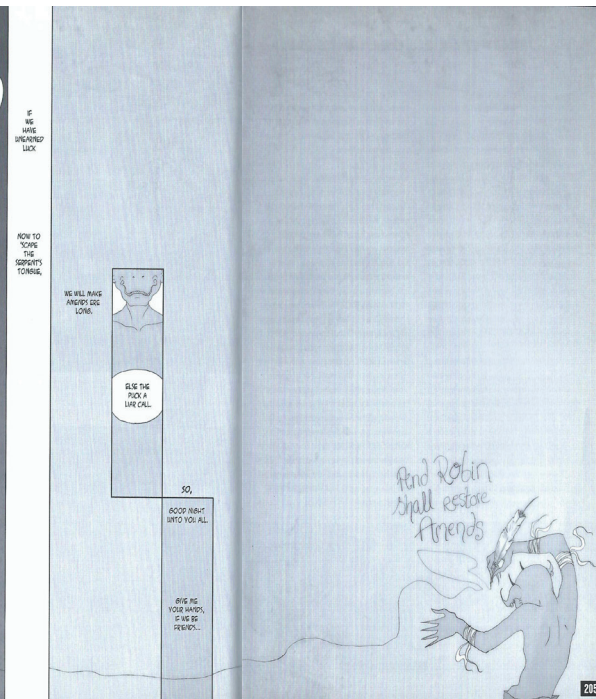 IF
WE
HAVE
UNEARNED
LUCK
NOW TO
'SCAPE
THE
SERPENT'S
TONGUE,
WE WILL MAKE
AMENDS ERE
LONG.
ELSE THE
PUCK A
LIAR CALL.
SO,
GOOD NIGHT
UNTO YOU ALL.
GIVE ME
YOUR HANDS,
IF WE BE
FRIENDS...
And Robin
shall restore
Amends
205